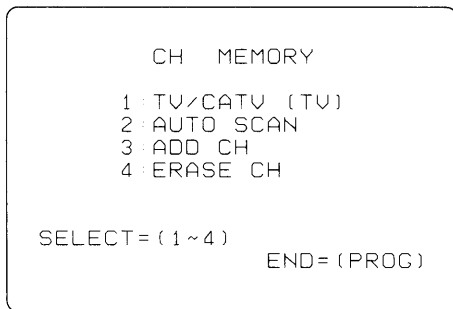 CH MEMORY
1:TV/CATV (TV)
2:AUTO SCAN
3:ADD CH
4:ERASE CH
SELECT=(1~4)
END=(PROG)